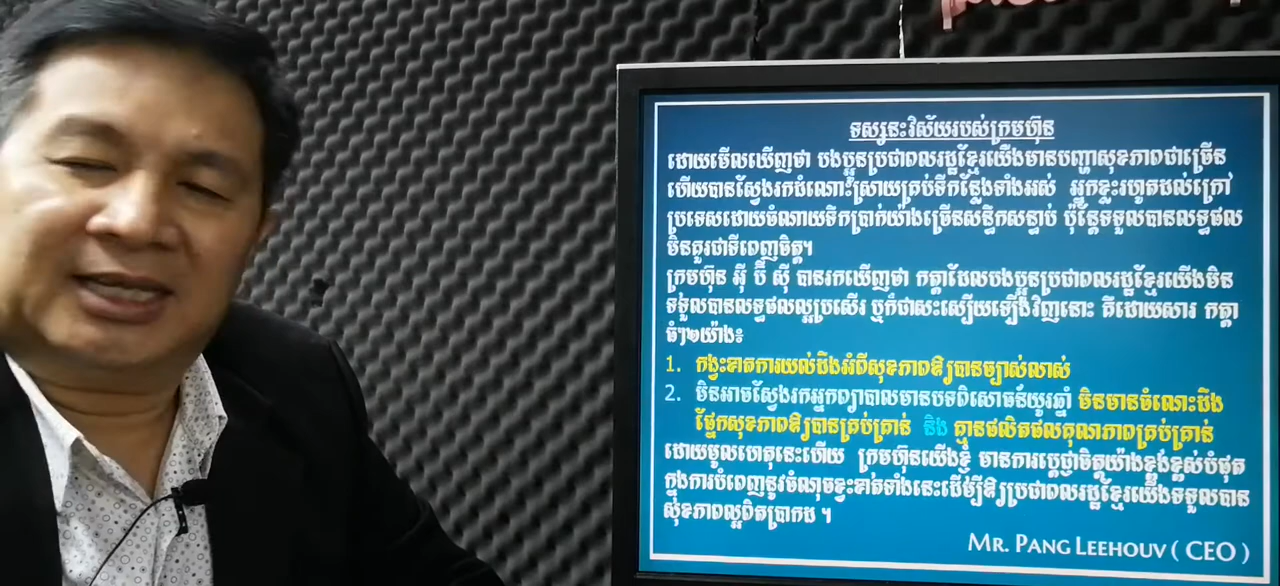 ទស្សនះវិស័យរបស់ក្រុមហ៊ុន
ដោយមើលឃើញថា បងប្អូនប្រជាពលរដ្ឋខ្មែរយើងមានបញ្ហាសុខភាពជាច្រើន
ហើយបានស្វែងរកដំណោះស្រាយគ្រប់ទីកន្លែងទាំងអស់ អ្នកខ្លះរហូតដល់ក្រៅ
ប្រទេសដោយចំណាយទឹកប្រាក់យ៉ាងច្រើនសន្ធឹកសន្ធាប់ ប៉ុន្តែទទួលបានលទ្ធផល
មិនគួរជាទីពេញចិត្ត។
ក្រុមហ៊ុន អ៊ី ប៊ី ស៊ី បានរកឃើញថា កត្តាដែលបងប្អូនប្រជាពលរដ្ឋខ្មែរយើងមិន
ទទួលបានលទ្ធផលល្អប្រសើរ ឬក៏ជាសះស្បើយឡើងវិញនោះ គឺដោយសារ កត្តា
ធំៗ២យ៉ាង៖
1. កង្វះខាតការយល់ដឹងអំពីសុខភាពឱ្យបានច្បាស់លាស់
2. មិនអាចស្វែងរកអ្នកព្យាបាលមានបទពិសោធន៍យូរឆ្នាំ មិនមានចំណេះដឹង
ផ្នែកសុខភាពឱ្យបានគ្រប់គ្រាន់ និង គ្មានផលិតផលគុណភាពគ្រប់គ្រាន់
ដោយមូលហេតុនេះហើយ ក្រុមហ៊ុនយើងខ្ញុំ មានការប្តេជ្ញាចិត្តយ៉ាងខ្ពង់ខ្ពស់បំផុត
ក្នុងការបំពេញនូវចំណុចខ្វះខាតទាំងនេះដើម្បីឱ្យប្រជាពលរដ្ឋខ្មែរយើងទទួលបាន
សុខភាពល្អពិតប្រាកដ ។
MR. PANG LEEHOUV ( CEO )